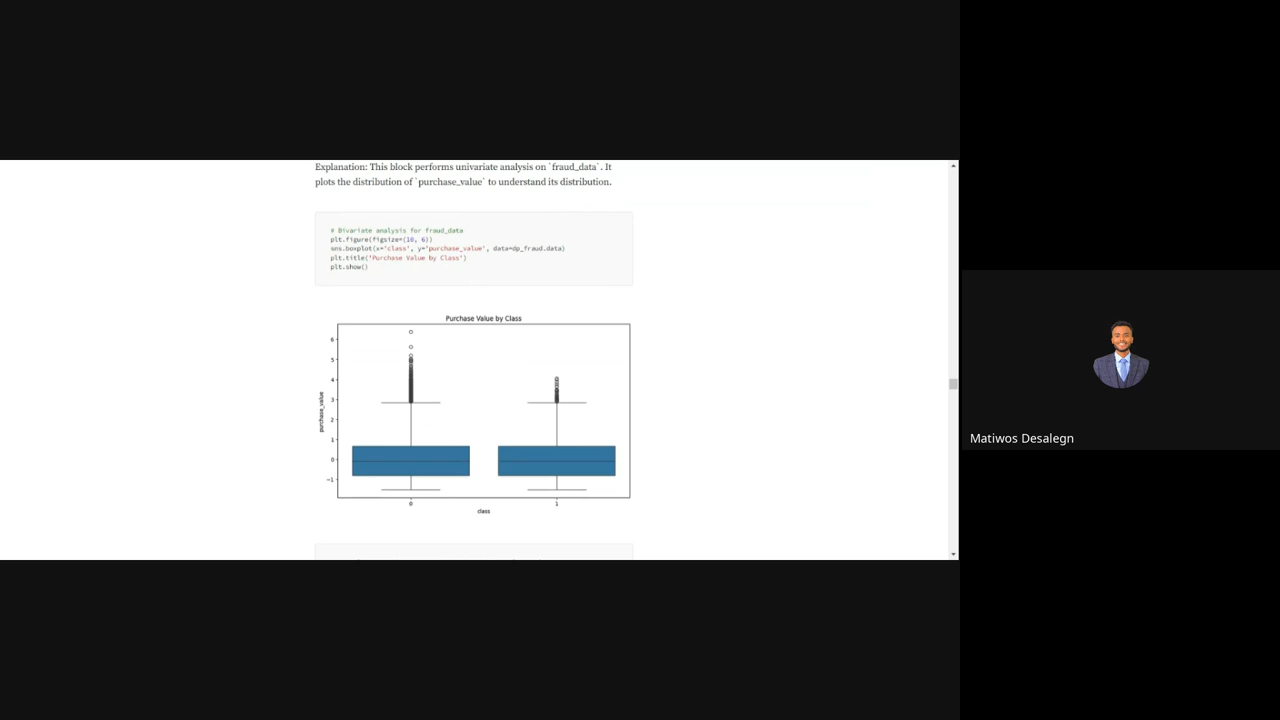 Explanation: This block performs univariate analysis on `fraud_data`. It
plots the distribution of `purchase_value` to understand its distribution.
# Bivariate analysis for fraud_data
plt.figure(figsize=(10, 6))
sns.boxplot(x='class', y='purchase_value', data=dp_fraud.data)
plt.title('Purchase Value by Class')
plt.show()
Purchase Value by Class
6
5
4
3
2
1
0
−1
purchase_value
0
1
class
Matiwos Desalegn